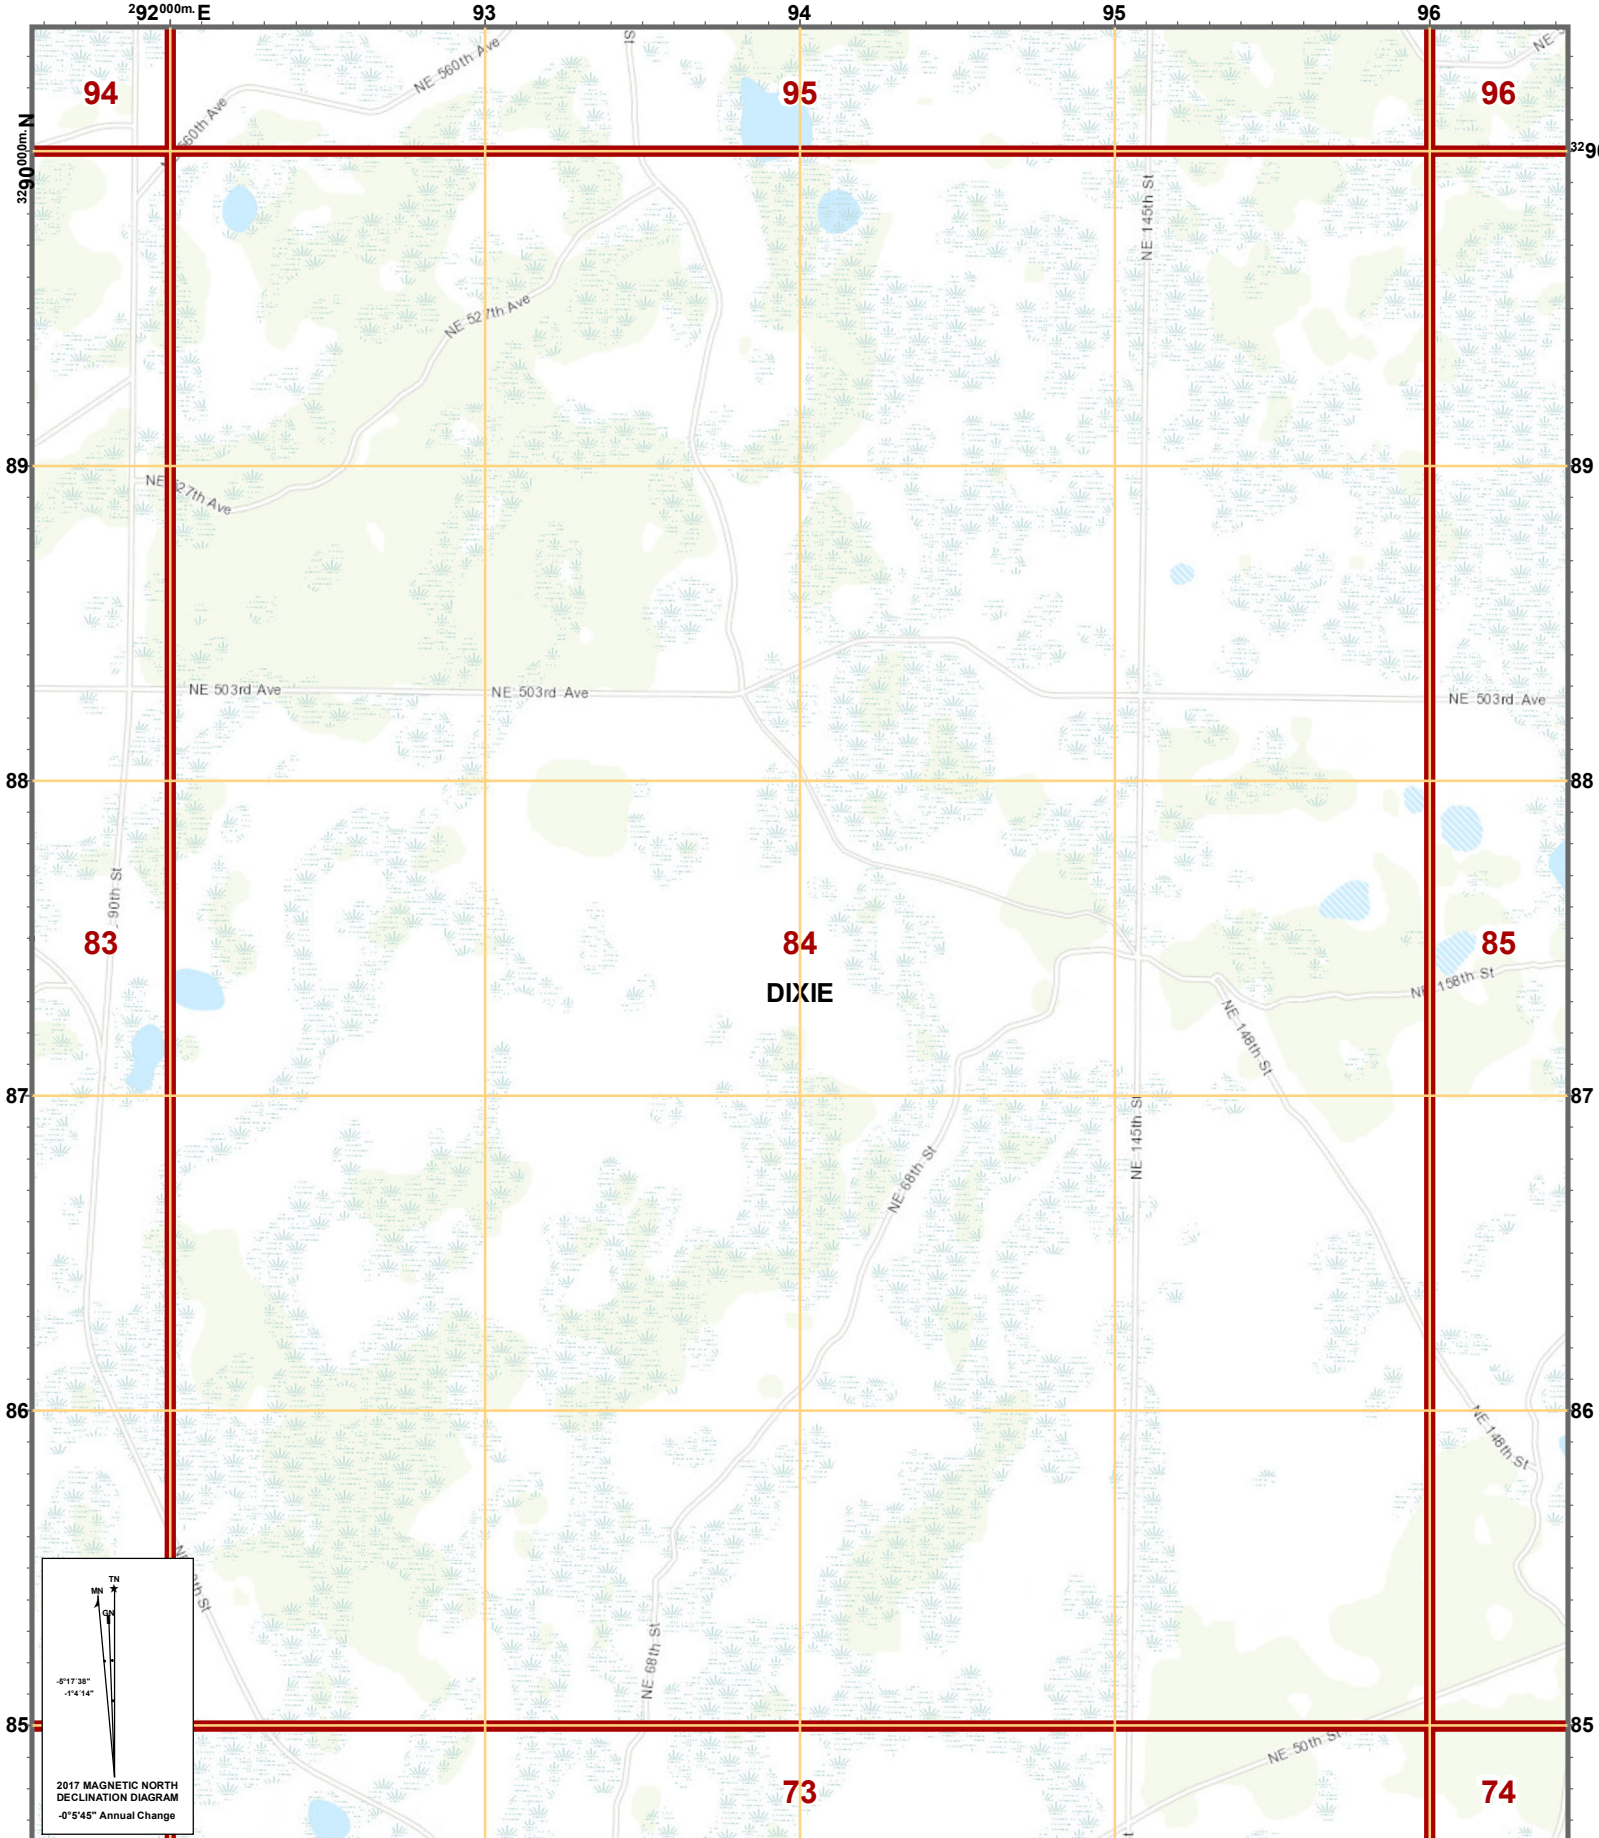 292000m. E 93 94 95 96
NE 560th Ave
St
94 95 96
560th Ave
3290000m. N
NE 145th St
NE 527th Ave
89 89
NE 527th Ave
NE 503rd Ave NE 503rd Ave NE 503rd Ave
88 88
90th St
83 84 85
DIXIE
NE 158th St
NE 148th St
87 87
NE 145th St
NE 68th St
86 86
NE 148th St
TN
MN
GN
NE 68th St
-5°17'38"
-1°4'14"
85 85
NE 50th St
2017 MAGNETIC NORTH
DECLINATION DIAGRAM
-0°5'45" Annual Change
73 74